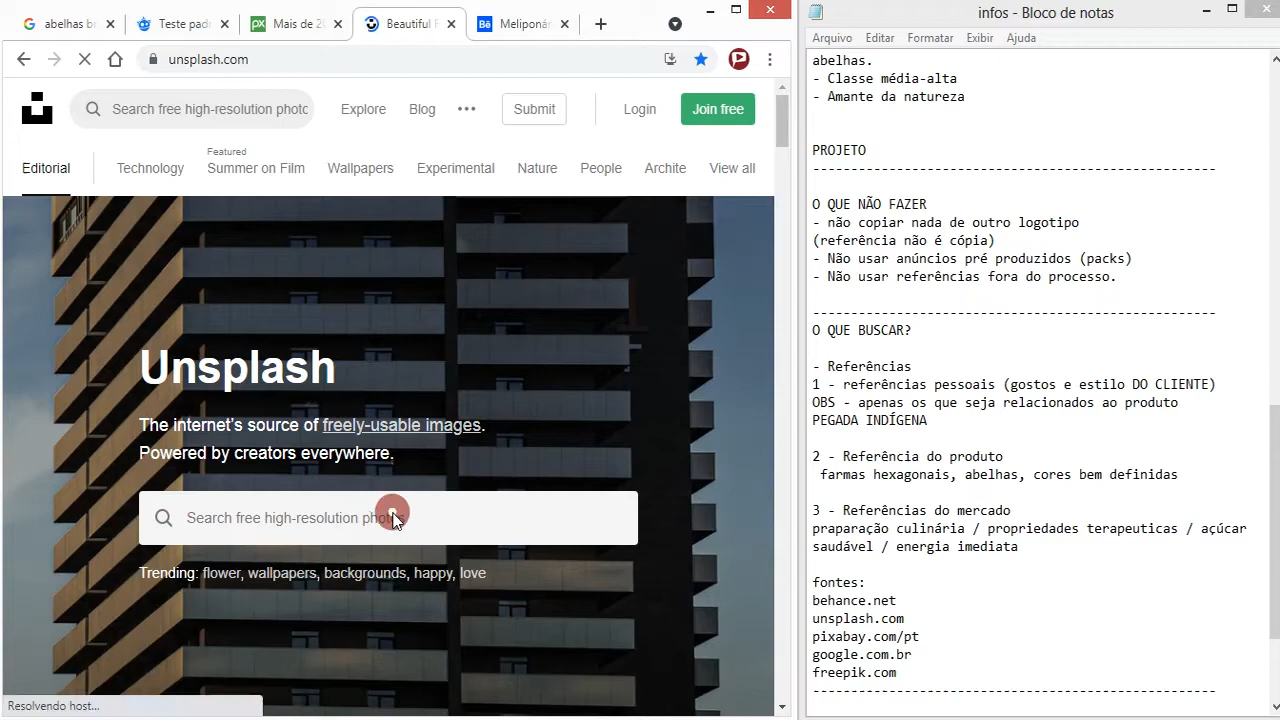 abelhas b
Teste pad
Mais de 2
Beautiful F
Meliponár
unsplash.com
Search free high-resolution photo
Explore
Blog
Submit
Login
Join free
Editorial
Technology
Featured
Summer on Film
Wallpapers
Experimental
Nature
People
Archite
View all
Unsplash
The internet's source of freely-usable images.
Powered by creators everywhere.
Search free high-resolution photos
Trending: flower, wallpapers, backgrounds, happy, love
Resolvendo host...
infos - Bloco de notas
Arquivo Editar Formatar Exibir Ajuda
abelhas.
- Classe média-alta
- Amante da natureza
PROJETO
--------------------------------------------------
O QUE NÃO FAZER
- não copiar nada de outro logotipo
(referência não é cópia)
- Não usar anúncios pré produzidos (packs)
- Não usar referências fora do processo.
--------------------------------------------------
O QUE BUSCAR?
- Referências
1 - referências pessoais (gostos e estilo DO CLIENTE)
OBS - apenas os que seja relacionados ao produto
PEGADA INDÍGENA
2 - Referência do produto
farmas hexagonais, abelhas, cores bem definidas
3 - Referências do mercado
praparação culinária / propriedades terapeuticas / açúcar
saudável / energia imediata
fontes:
behance.net
unsplash.com
pixabay.com/pt
google.com.br
freepik.com
--------------------------------------------------